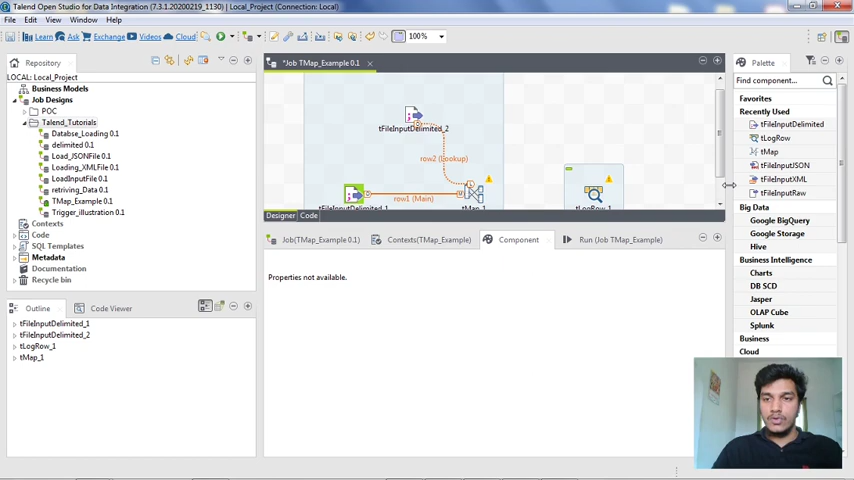 Talend Open Studio for Data Integration (7.3.1.20200219_1130) | Local_Project (Connection: Local)
File Edit View Window Help
Learn Ask Exchange Videos Cloud 100%
Repository
LOCAL: Local_Project
Business Models
Job Designs
POC
Talend_Tutorials
Databse_Loading 0.1
delimited 0.1
Load_JSONFile 0.1
Loading_XMLFile 0.1
LoadInputFile 0.1
retriving_Data 0.1
TMap_Example 0.1
Trigger_illustration 0.1
Contexts
Code
SQL Templates
Metadata
Documentation
Recycle bin
Outline Code Viewer
tFileInputDelimited_1
tFileInputDelimited_2
tLogRow_1
tMap_1
*Job TMap_Example 0.1
tFileInputDelimited_2
row2 (Lookup)
row1 (Main)
tFileInputDelimited_1 tMap_1 tLogRow_1
Designer Code
Job(TMap_Example 0.1) Contexts(TMap_Example) Component Run (Job TMap_Example)
Properties not available.
Palette
Find component...
Favorites
Recently Used
tFileInputDelimited
tLogRow
tMap
tFileInputJSON
tFileInputXML
tFileInputRaw
Big Data
Google BigQuery
Google Storage
Hive
Business Intelligence
Charts
DB SCD
Jasper
OLAP Cube
Splunk
Business
Cloud